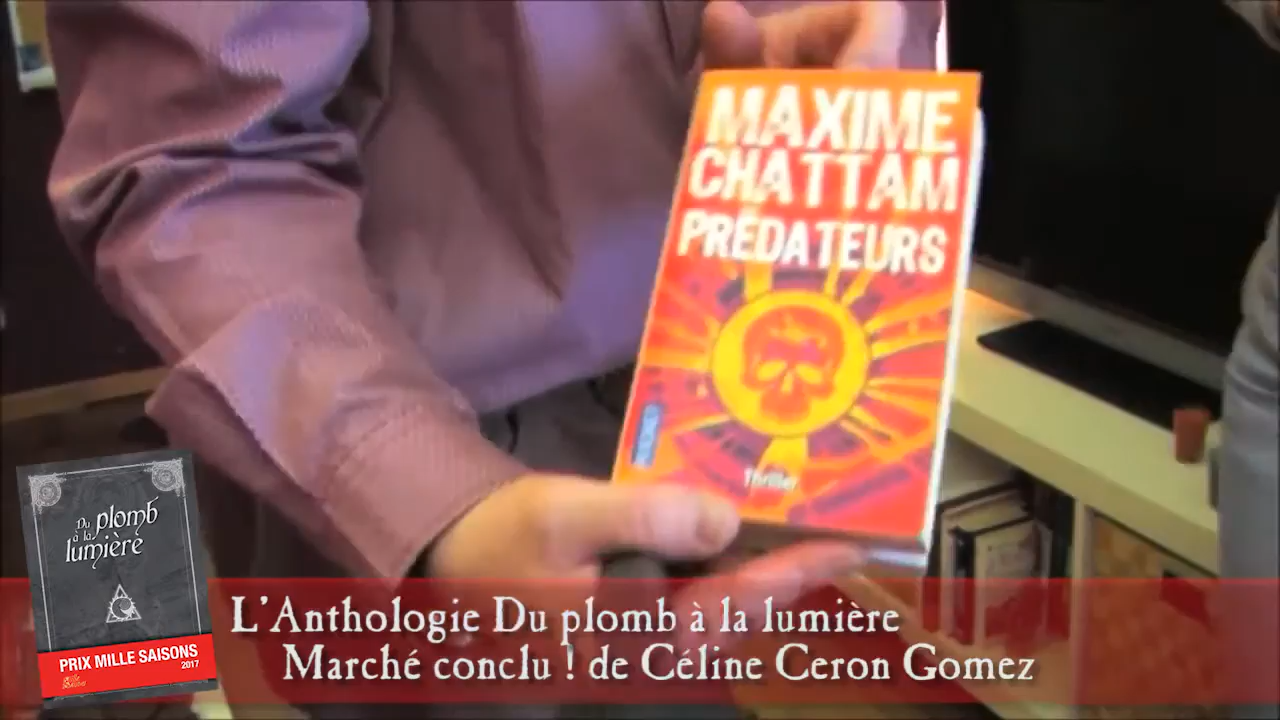 MAXIME
CHATTAM
PRÉDATEURS
POCKET
Thriller
Du plomb
à la
lumière
PRIX MILLE SAISONS
2017
L'Anthologie Du plomb à la lumière
Marché conclu ! de Céline Ceron Gomez